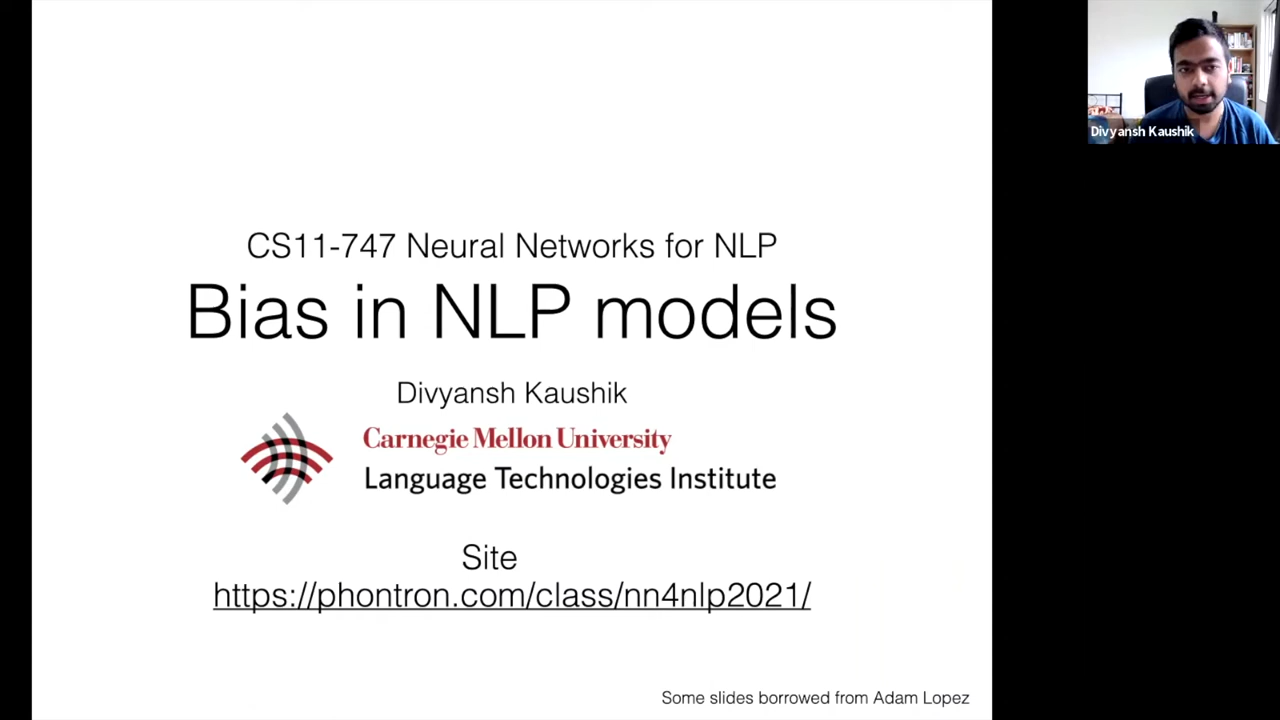 CS11-747 Neural Networks for NLP
Bias in NLP models
Divyansh Kaushik
Carnegie Mellon University
Language Technologies Institute
Site
https://phontron.com/class/nn4nlp2021/
Some slides borrowed from Adam Lopez
Divyansh Kaushik